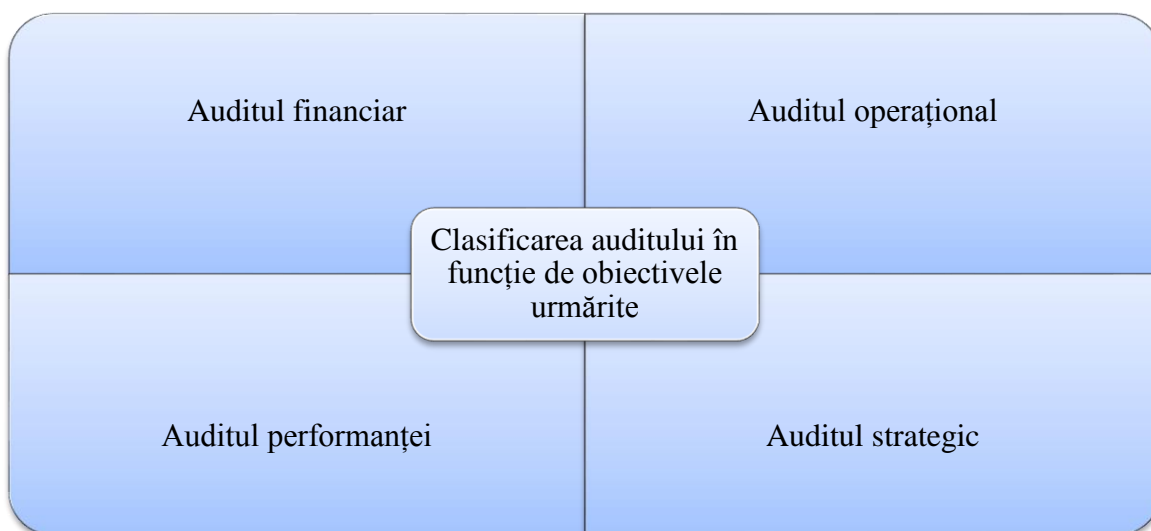 Auditul financiar
Auditul operațional
Clasificarea auditului în
funcție de obiectivele
urmărite
Auditul performanței
Auditul strategic